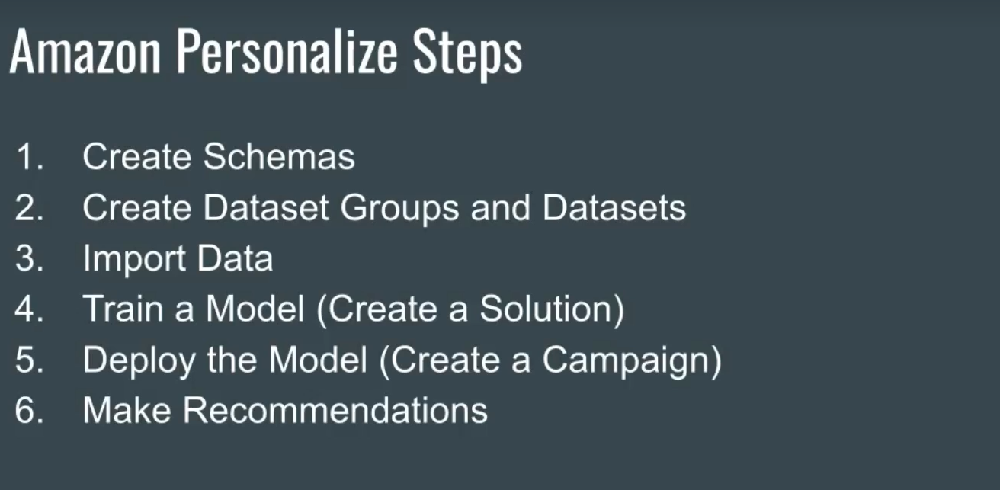 Amazon Personalize Steps
1. Create Schemas
2. Create Dataset Groups and Datasets
3. Import Data
4. Train a Model (Create a Solution)
5. Deploy the Model (Create a Campaign)
6. Make Recommendations